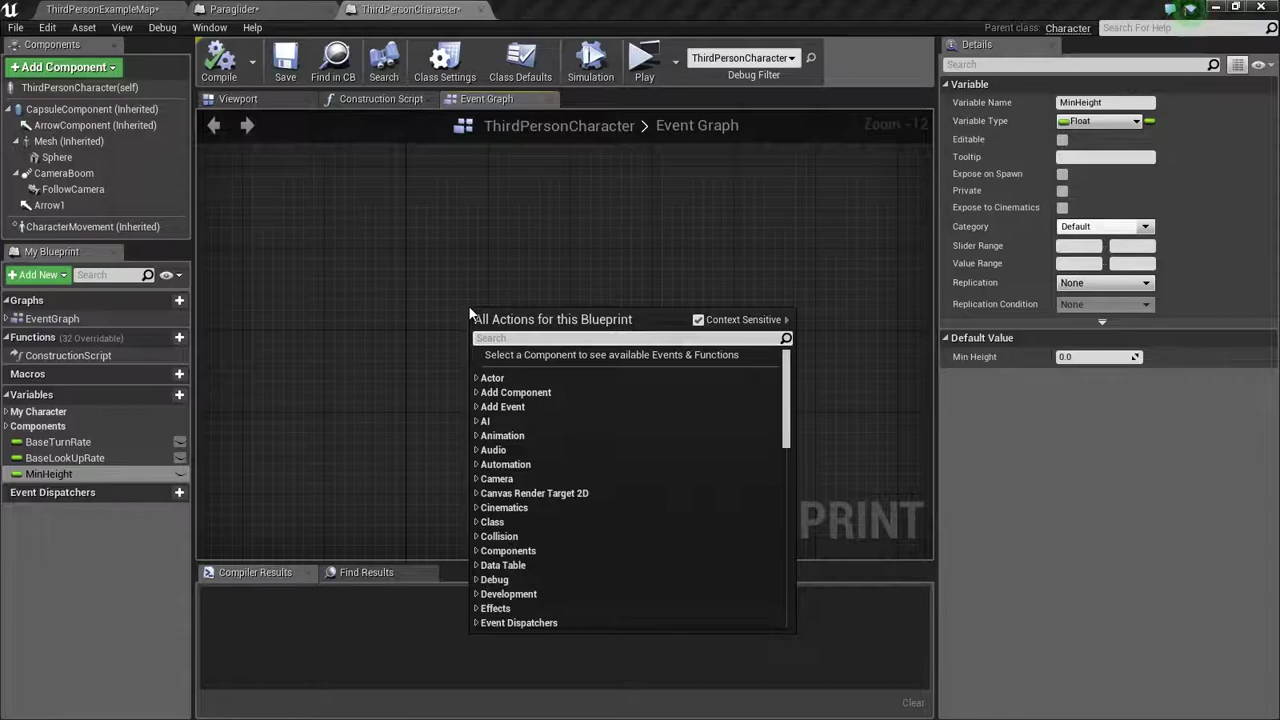 ThirdPersonExampleMap*
Paraglider*
ThirdPersonCharacter*
File Edit Asset View Debug Window Help
Parent class: Character
Search For Help
Components
+ Add Component
ThirdPersonCharacter(self)
CapsuleComponent (Inherited)
ArrowComponent (Inherited)
Mesh (Inherited)
Sphere
CameraBoom
FollowCamera
Arrow1
CharacterMovement (Inherited)
My Blueprint
+ Add New
Search
Graphs
EventGraph
Functions (32 Overridable)
ConstructionScript
Macros
Variables
My Character
Components
BaseTurnRate
BaseLookUpRate
MinHeight
Event Dispatchers
Compile
Save
Find in CB
Search
Class Settings
Class Defaults
Simulation
Play
ThirdPersonCharacter
Debug Filter
Viewport
Construction Script
Event Graph
ThirdPersonCharacter > Event Graph
Zoom -12
All Actions for this Blueprint
Context Sensitive
Search
Select a Component to see available Events & Functions
Actor
Add Component
Add Event
AI
Animation
Audio
Automation
Camera
Canvas Render Target 2D
Cinematics
Class
Collision
Components
Data Table
Debug
Development
Effects
Event Dispatchers
PRINT
Compiler Results
Find Results
Clear
Details
Search
Variable
Variable Name MinHeight
Variable Type Float
Editable
Tooltip
Expose on Spawn
Private
Expose to Cinematics
Category Default
Slider Range
Value Range
Replication None
Replication Condition None
Default Value
Min Height 0.0